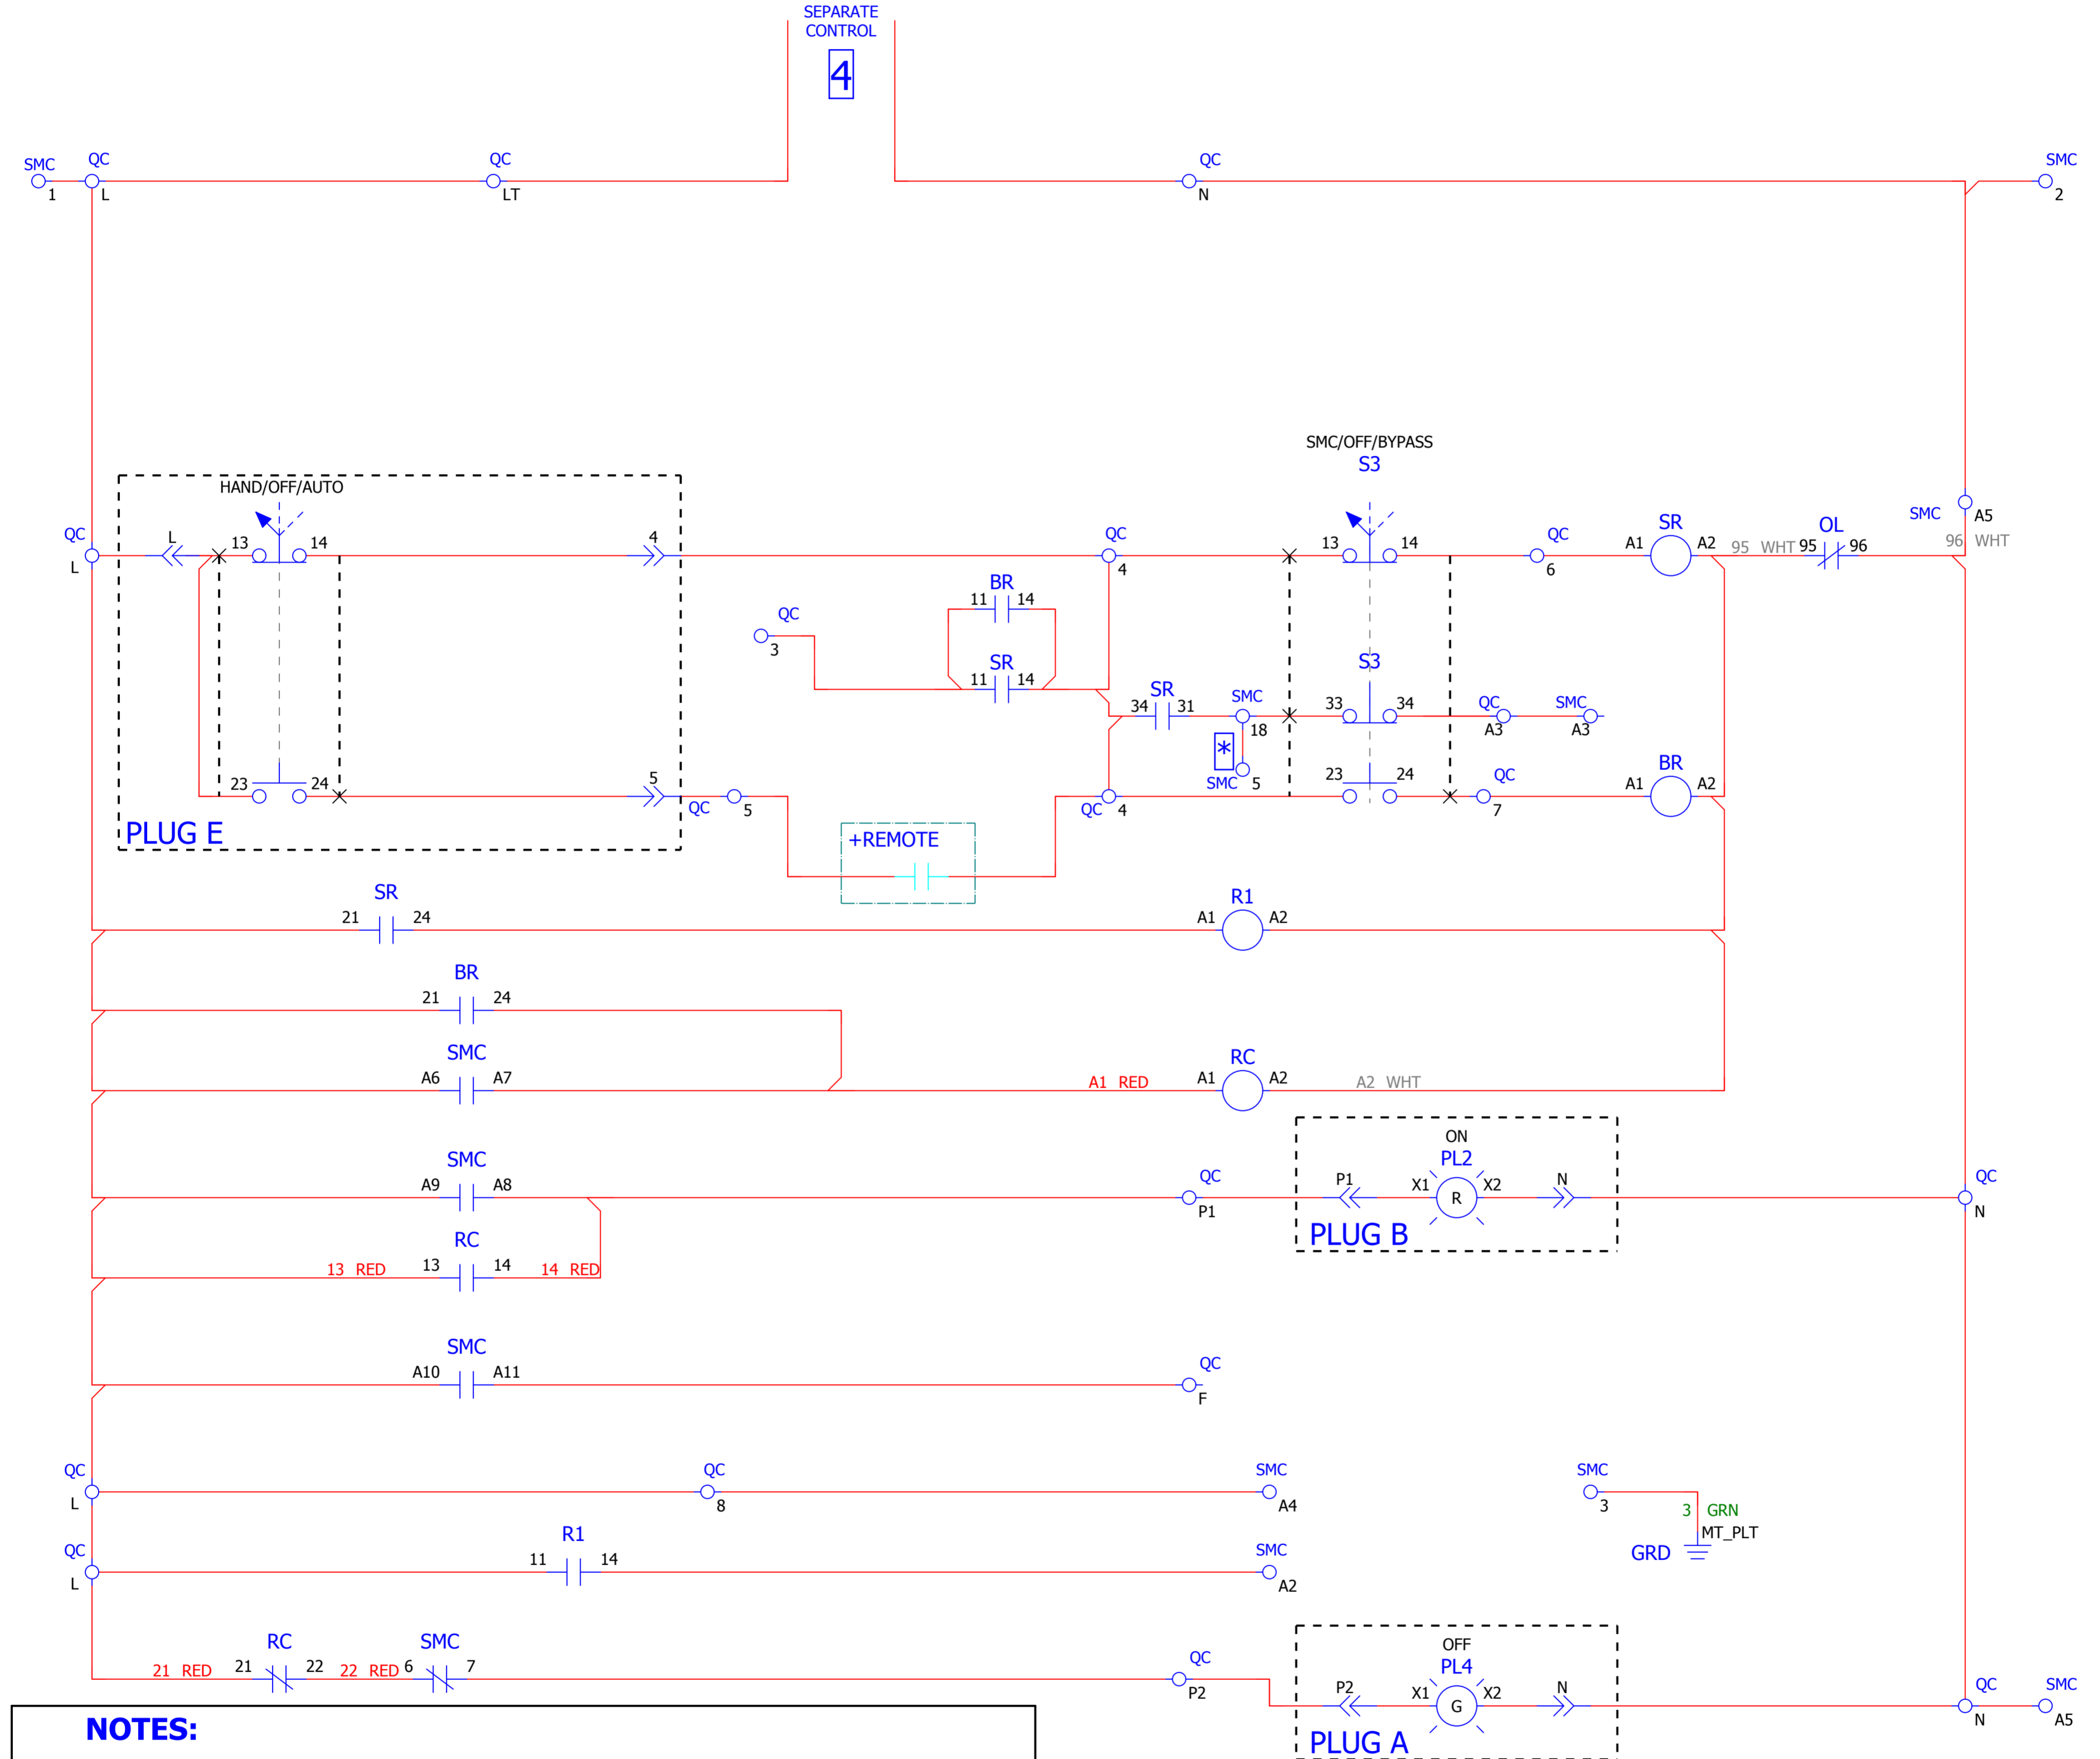 SEPARATE
CONTROL
4
SMC
QC
QC
QC
SMC
1
L
LT
N
2
SMC/OFF/BYPASS
S3
HAND/OFF/AUTO
QC
L
L
13
14
4
QC
4
13
14
QC
6
SR
A1
A2
95 WHT
95
OL
96
SMC
A5
96 WHT
BR
11
14
QC
3
SR
11
14
SR
34
31
SMC
18
S3
33
34
QC
A3
SMC
A3
*
SMC
5
23
24
5
QC
5
QC
4
23
24
QC
7
BR
A1
A2
PLUG E
+REMOTE
SR
21
24
R1
A1
A2
BR
21
24
SMC
A6
A7
A1 RED
RC
A1
A2
A2 WHT
ON
SMC
A9
A8
QC
P1
P1
PL2
X1
R
X2
N
QC
N
PLUG B
RC
13 RED
13
14
14 RED
SMC
A10
A11
QC
F
QC
L
QC
8
SMC
A4
SMC
3
3 GRN
MT_PLT
GRD
QC
L
R1
11
14
SMC
A2
OFF
RC
21 RED
21
22
22 RED
SMC
6
7
QC
P2
P2
PL4
X1
G
X2
N
QC
N
SMC
A5
PLUG A
NOTES: